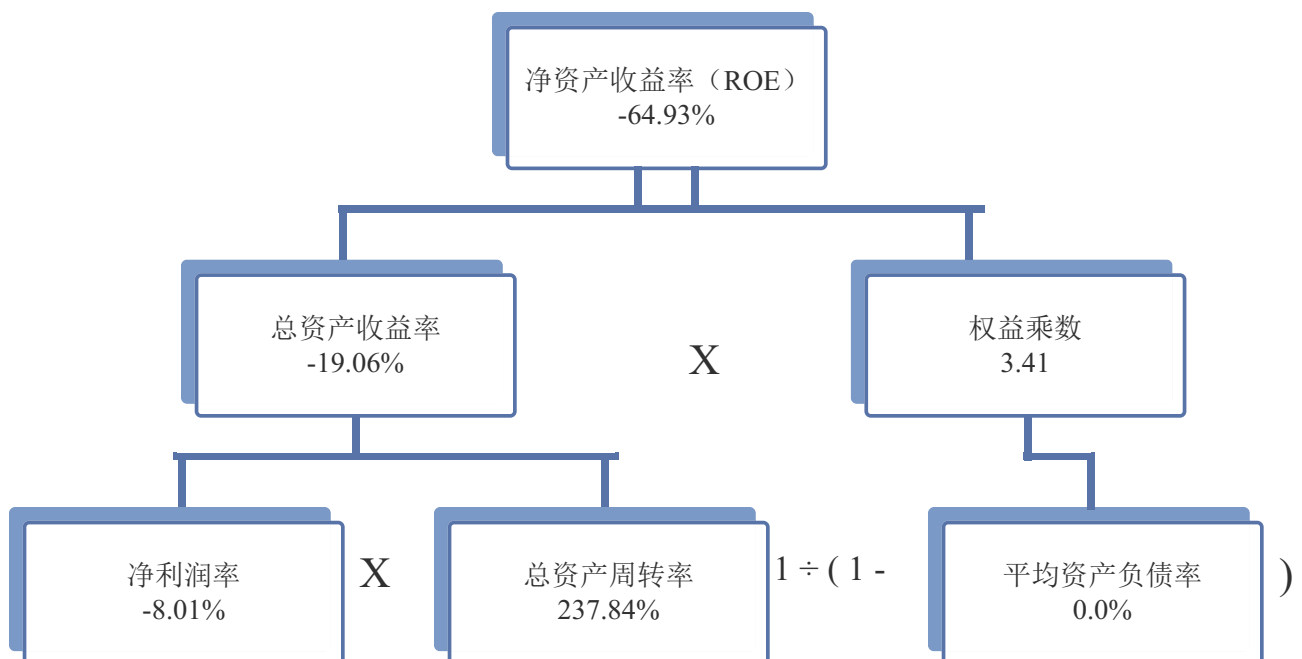 净资产收益率（ROE）
-64.93%
总资产收益率
-19.06%
X
权益乘数
3.41
净利润率
-8.01%
X
总资产周转率
237.84%
1 ÷ ( 1 -
平均资产负债率
0.0%
)